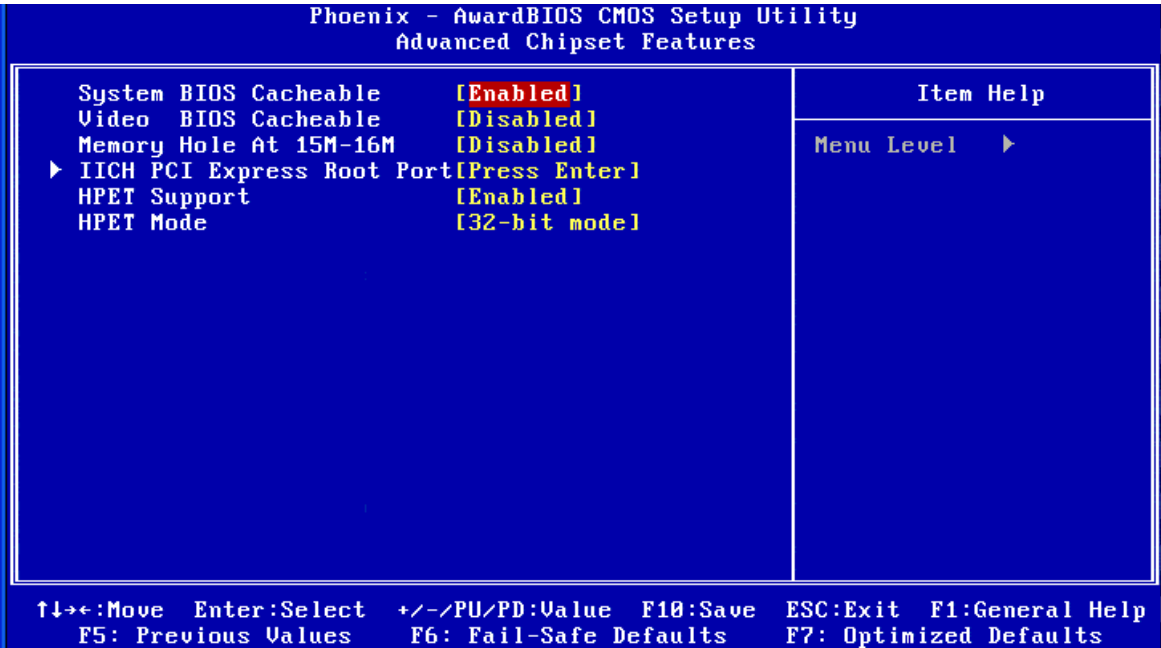 Phoenix - AwardBIOS CMOS Setup Utility
Advanced Chipset Features
System BIOS Cacheable [Enabled]
Video BIOS Cacheable [Disabled]
Memory Hole At 15M-16M [Disabled]
▶ IICH PCI Express Root Port[Press Enter]
HPET Support [Enabled]
HPET Mode [32-bit mode]
Item Help
Menu Level ▶
↑↓→←:Move Enter:Select +/-/PU/PD:Value F10:Save ESC:Exit F1:General Help
F5: Previous Values F6: Fail-Safe Defaults F7: Optimized Defaults